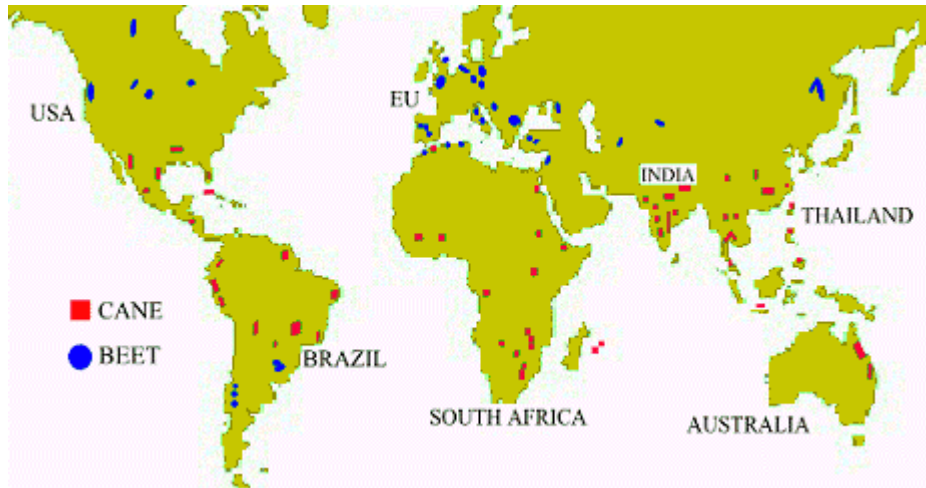 USA
EU
INDIA
THAILAND
CANE
BEET
BRAZIL
SOUTH AFRICA
AUSTRALIA